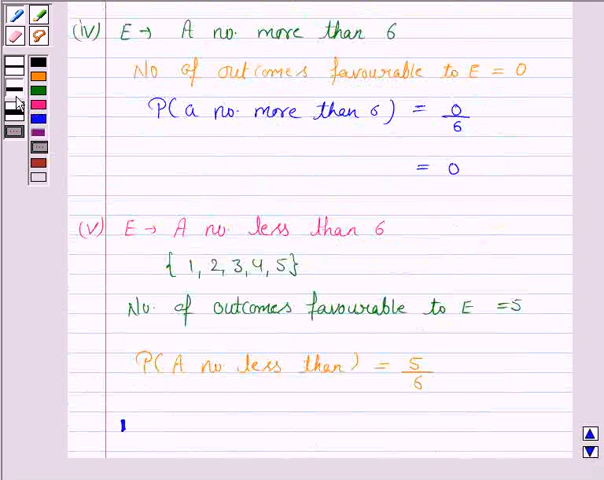 (iv) E → A no. more than 6
No of outcomes favourable to E = 0
P(a no. more than 6) = 0/6
= 0
(v) E → A no less than 6
{1, 2, 3, 4, 5}
No. of outcomes favourable to E = 5
P(A no less than) = 5/6